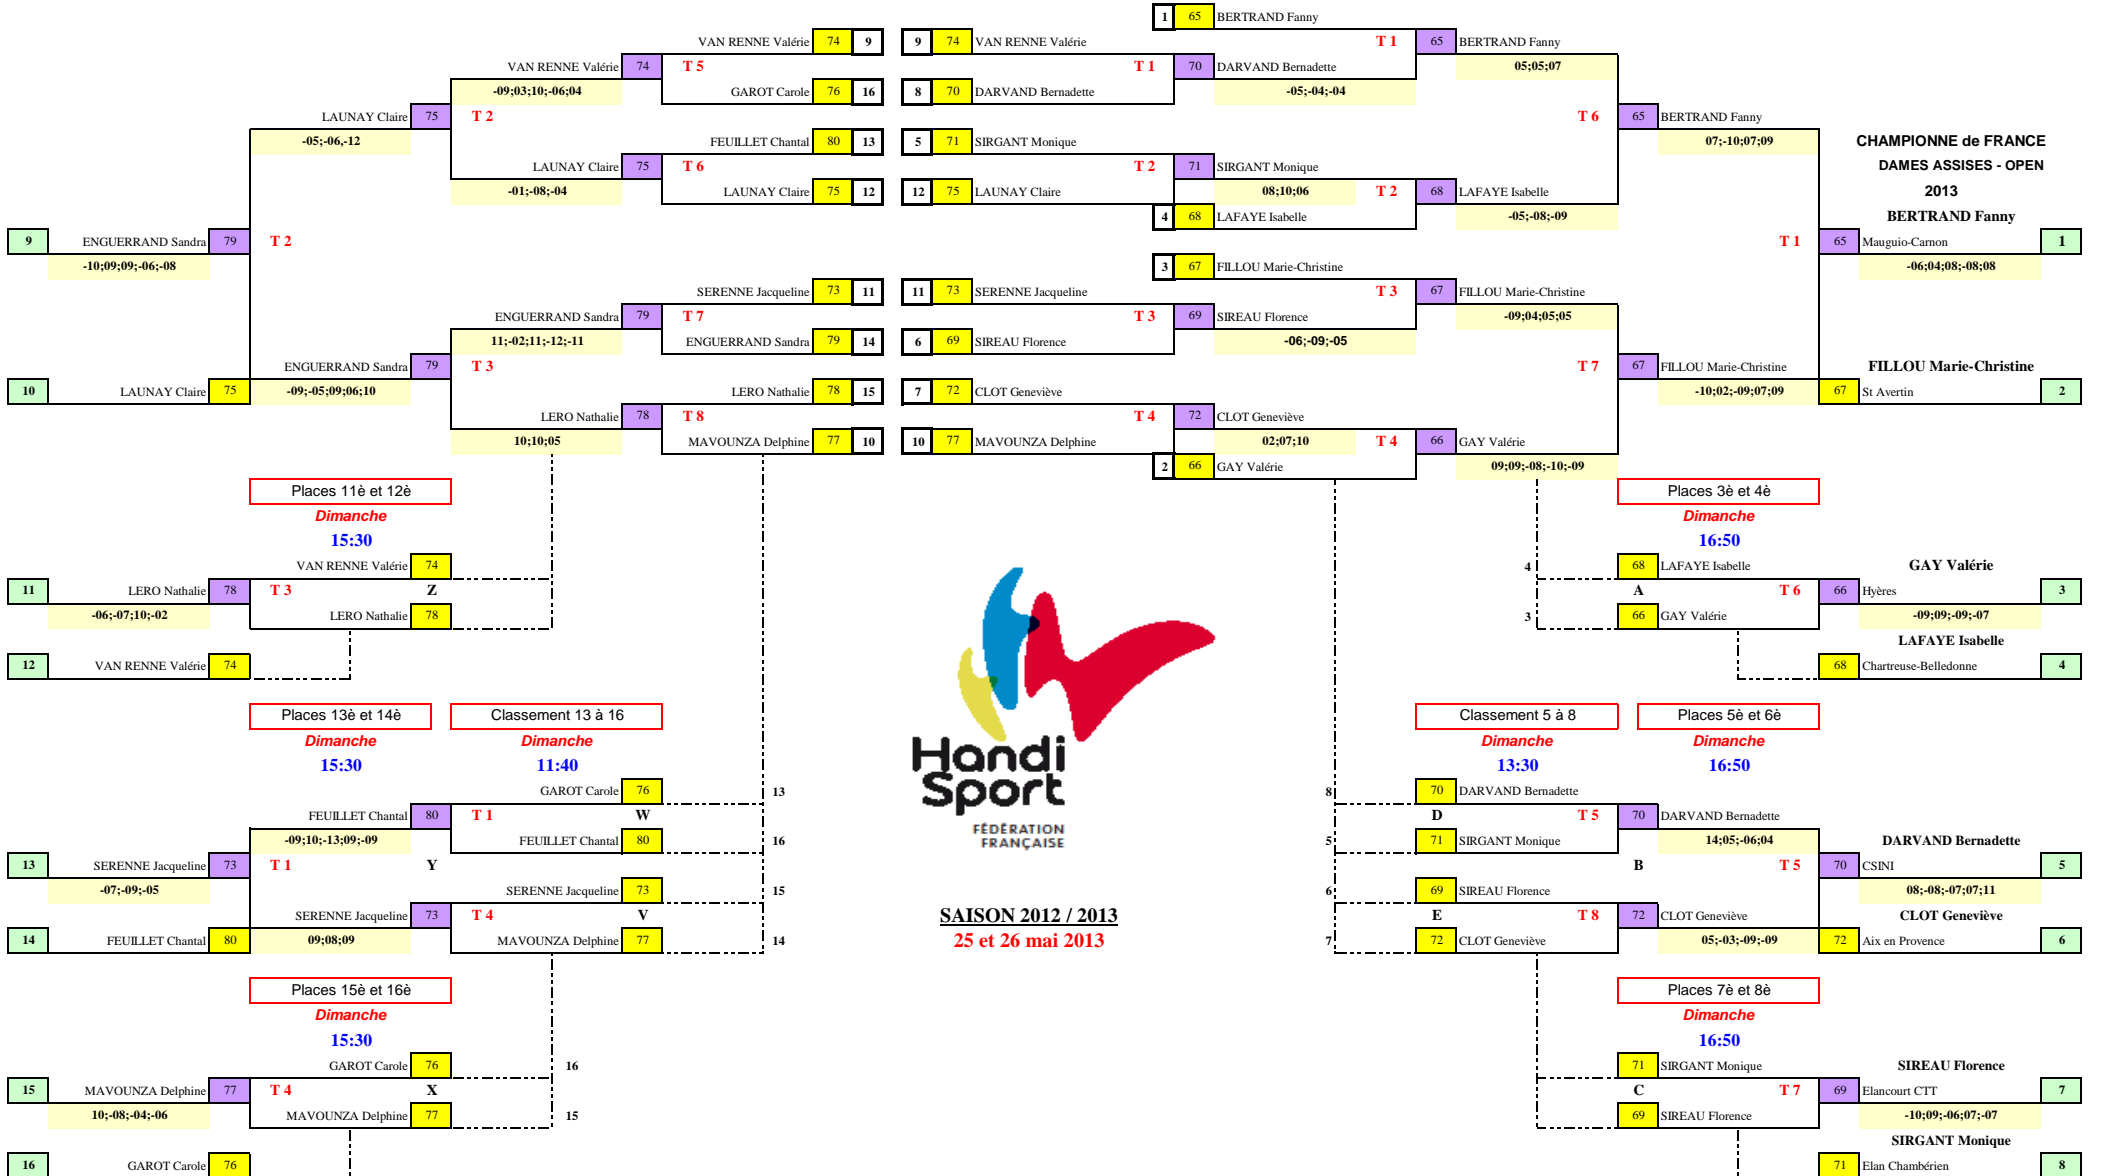 1 65 BERTRAND Fanny
VAN RENNE Valérie 74 9 9 74 VAN RENNE Valérie T 1 65 BERTRAND Fanny
VAN RENNE Valérie 74 T 5 T 1 70 DARVAND Bernadette 05;05;07
-09;03;10;-06;04 GAROT Carole 76 16 8 70 DARVAND Bernadette -05;-04;-04
LAUNAY Claire 75 T 2 T 6 65 BERTRAND Fanny
-05;-06,-12 FEUILLET Chantal 80 13 5 71 SIRGANT Monique 07;-10;07;09 CHAMPIONNE de FRANCE
LAUNAY Claire 75 T 6 T 2 71 SIRGANT Monique DAMES ASSISES - OPEN
-01;-08;-04 LAUNAY Claire 75 12 12 75 LAUNAY Claire 08;10;06 T 2 68 LAFAYE Isabelle 2013
4 68 LAFAYE Isabelle -05;-08;-09 BERTRAND Fanny
9 ENGUERRAND Sandra 79 T 2 T 1 65 Mauguio-Carnon 1
-10;09;09;-06;-08 3 67 FILLOU Marie-Christine -06;04;08;-08;08
SERENNE Jacqueline 73 11 11 73 SERENNE Jacqueline T 3 67 FILLOU Marie-Christine
ENGUERRAND Sandra 79 T 7 T 3 69 SIREAU Florence -09;04;05;05
11;-02;11;-12;-11 ENGUERRAND Sandra 79 14 6 69 SIREAU Florence -06;-09;-05
ENGUERRAND Sandra 79 T 3 T 7 67 FILLOU Marie-Christine FILLOU Marie-Christine
10 LAUNAY Claire 75 -09;-05;09;06;10 LERO Nathalie 78 15 7 72 CLOT Geneviève -10;02;-09;07;09 67 St Avertin 2
LERO Nathalie 78 T 8 T 4 72 CLOT Geneviève
10;10;05 MAVOUNZA Delphine 77 10 10 77 MAVOUNZA Delphine 02;07;10 T 4 66 GAY Valérie
2 66 GAY Valérie 09;09;-08;-10;-09
Places 11è et 12è Places 3è et 4è
Dimanche Dimanche
15:30 16:50
VAN RENNE Valérie 74 4 68 LAFAYE Isabelle GAY Valérie
11 LERO Nathalie 78 T 3 Z A T 6 66 Hyères 3
-06;-07;10;-02 LERO Nathalie 78 3 66 GAY Valérie -09;09;-09;-07
LAFAYE Isabelle
12 VAN RENNE Valérie 74 68 Chartreuse-Belledonne 4
Places 13è et 14è Classement 13 à 16 Classement 5 à 8 Places 5è et 6è
Dimanche Dimanche Dimanche Dimanche
15:30 11:40 13:30 16:50
Handi
Sport
FÉDÉRATION
FRANÇAISE
GAROT Carole 76 13 8 70 DARVAND Bernadette
FEUILLET Chantal 80 T 1 W D T 5 70 DARVAND Bernadette
-09;10;-13;09;-09 FEUILLET Chantal 80 16 5 71 SIRGANT Monique 14;05;-06;04 DARVAND Bernadette
13 SERENNE Jacqueline 73 T 1 Y B T 5 70 CSINI 5
-07;-09;-05 SERENNE Jacqueline 73 15 6 69 SIREAU Florence 08;-08;-07;07;11
SERENNE Jacqueline 73 T 4 V E T 8 72 CLOT Geneviève CLOT Geneviève
14 FEUILLET Chantal 80 09;08;09 MAVOUNZA Delphine 77 14 7 72 CLOT Geneviève 05;-03;-09;-09 72 Aix en Provence 6
SAISON 2012 / 2013
25 et 26 mai 2013
Places 15è et 16è Places 7è et 8è
Dimanche Dimanche
15:30 16:50
GAROT Carole 76 16 71 SIRGANT Monique SIREAU Florence
15 MAVOUNZA Delphine 77 T 4 X C T 7 69 Elancourt CTT 7
10;-08;-04;-06 MAVOUNZA Delphine 77 15 69 SIREAU Florence -10;09;-06;07;-07
SIRGANT Monique
16 GAROT Carole 76 71 Elan Chambérien 8